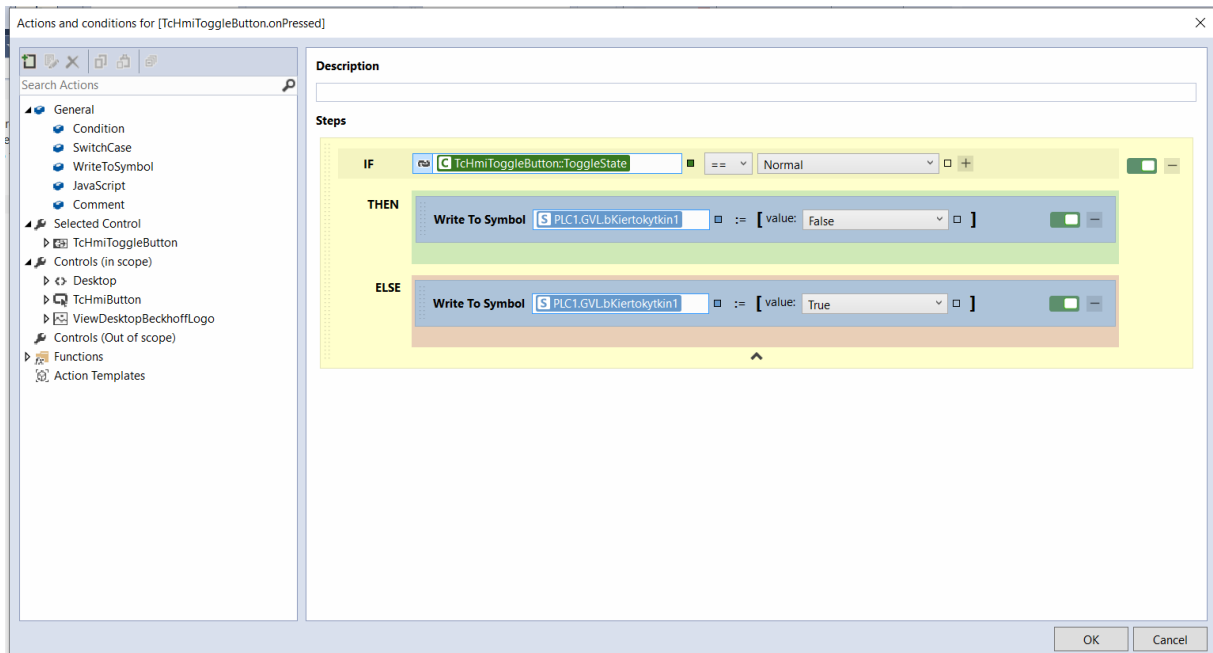 Actions and conditions for [TcHmiToggleButton.onPressed]
Search Actions
General
Condition
SwitchCase
WriteToSymbol
JavaScript
Comment
Selected Control
TcHmiToggleButton
Controls (in scope)
Desktop
TcHmiButton
ViewDesktopBeckhoffLogo
Controls (Out of scope)
Functions
Action Templates
Description
Steps
IF C TcHmiToggleButton::ToggleState == Normal
THEN
Write To Symbol S PLC1.GVL.bKiertokytkin1 := [ value: False ]
ELSE
Write To Symbol S PLC1.GVL.bKiertokytkin1 := [ value: True ]
OK Cancel